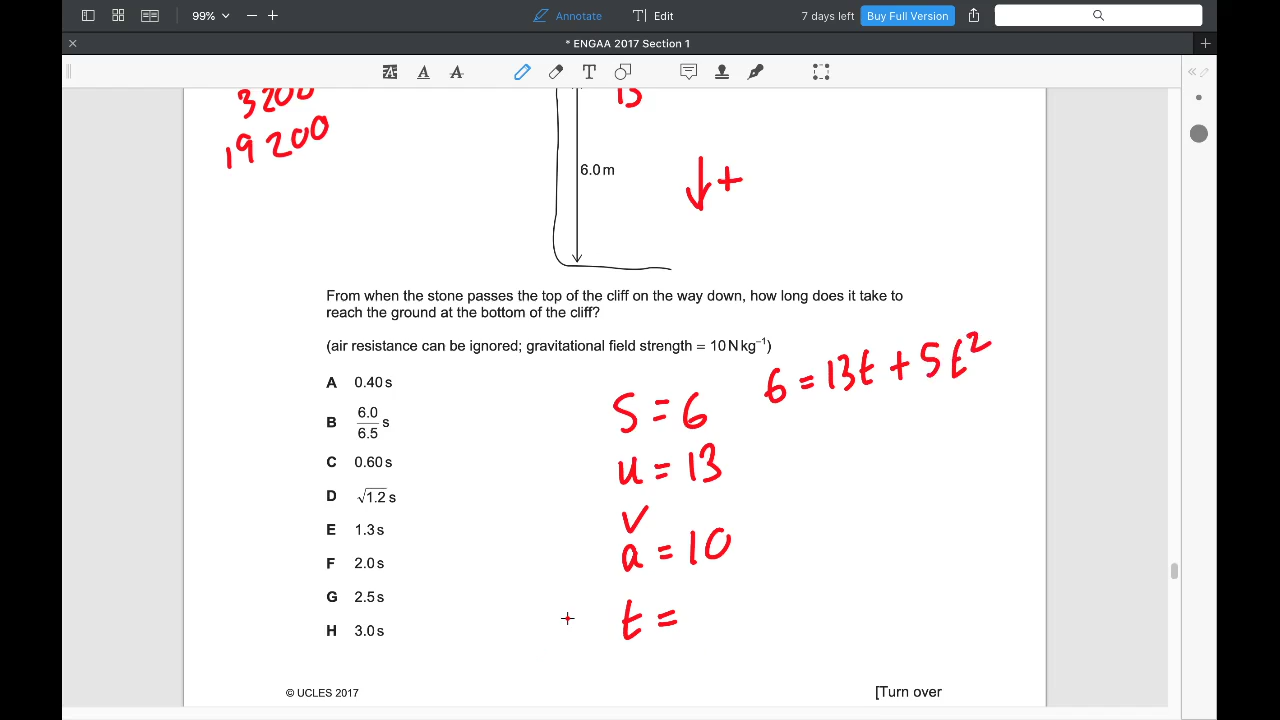 99%
Annotate
Edit
7 days left
Buy Full Version
* ENGAA 2017 Section 1
3200
19 200
13
6.0 m
+
From when the stone passes the top of the cliff on the way down, how long does it take to
reach the ground at the bottom of the cliff?
(air resistance can be ignored; gravitational field strength = 10 N kg⁻¹)
A 0.40 s
B 6.0/6.5 s
C 0.60 s
D √1.2 s
E 1.3 s
F 2.0 s
G 2.5 s
H 3.0 s
6 = 13t + 5t²
S = 6
u = 13
v
a = 10
t =
© UCLES 2017
[Turn over